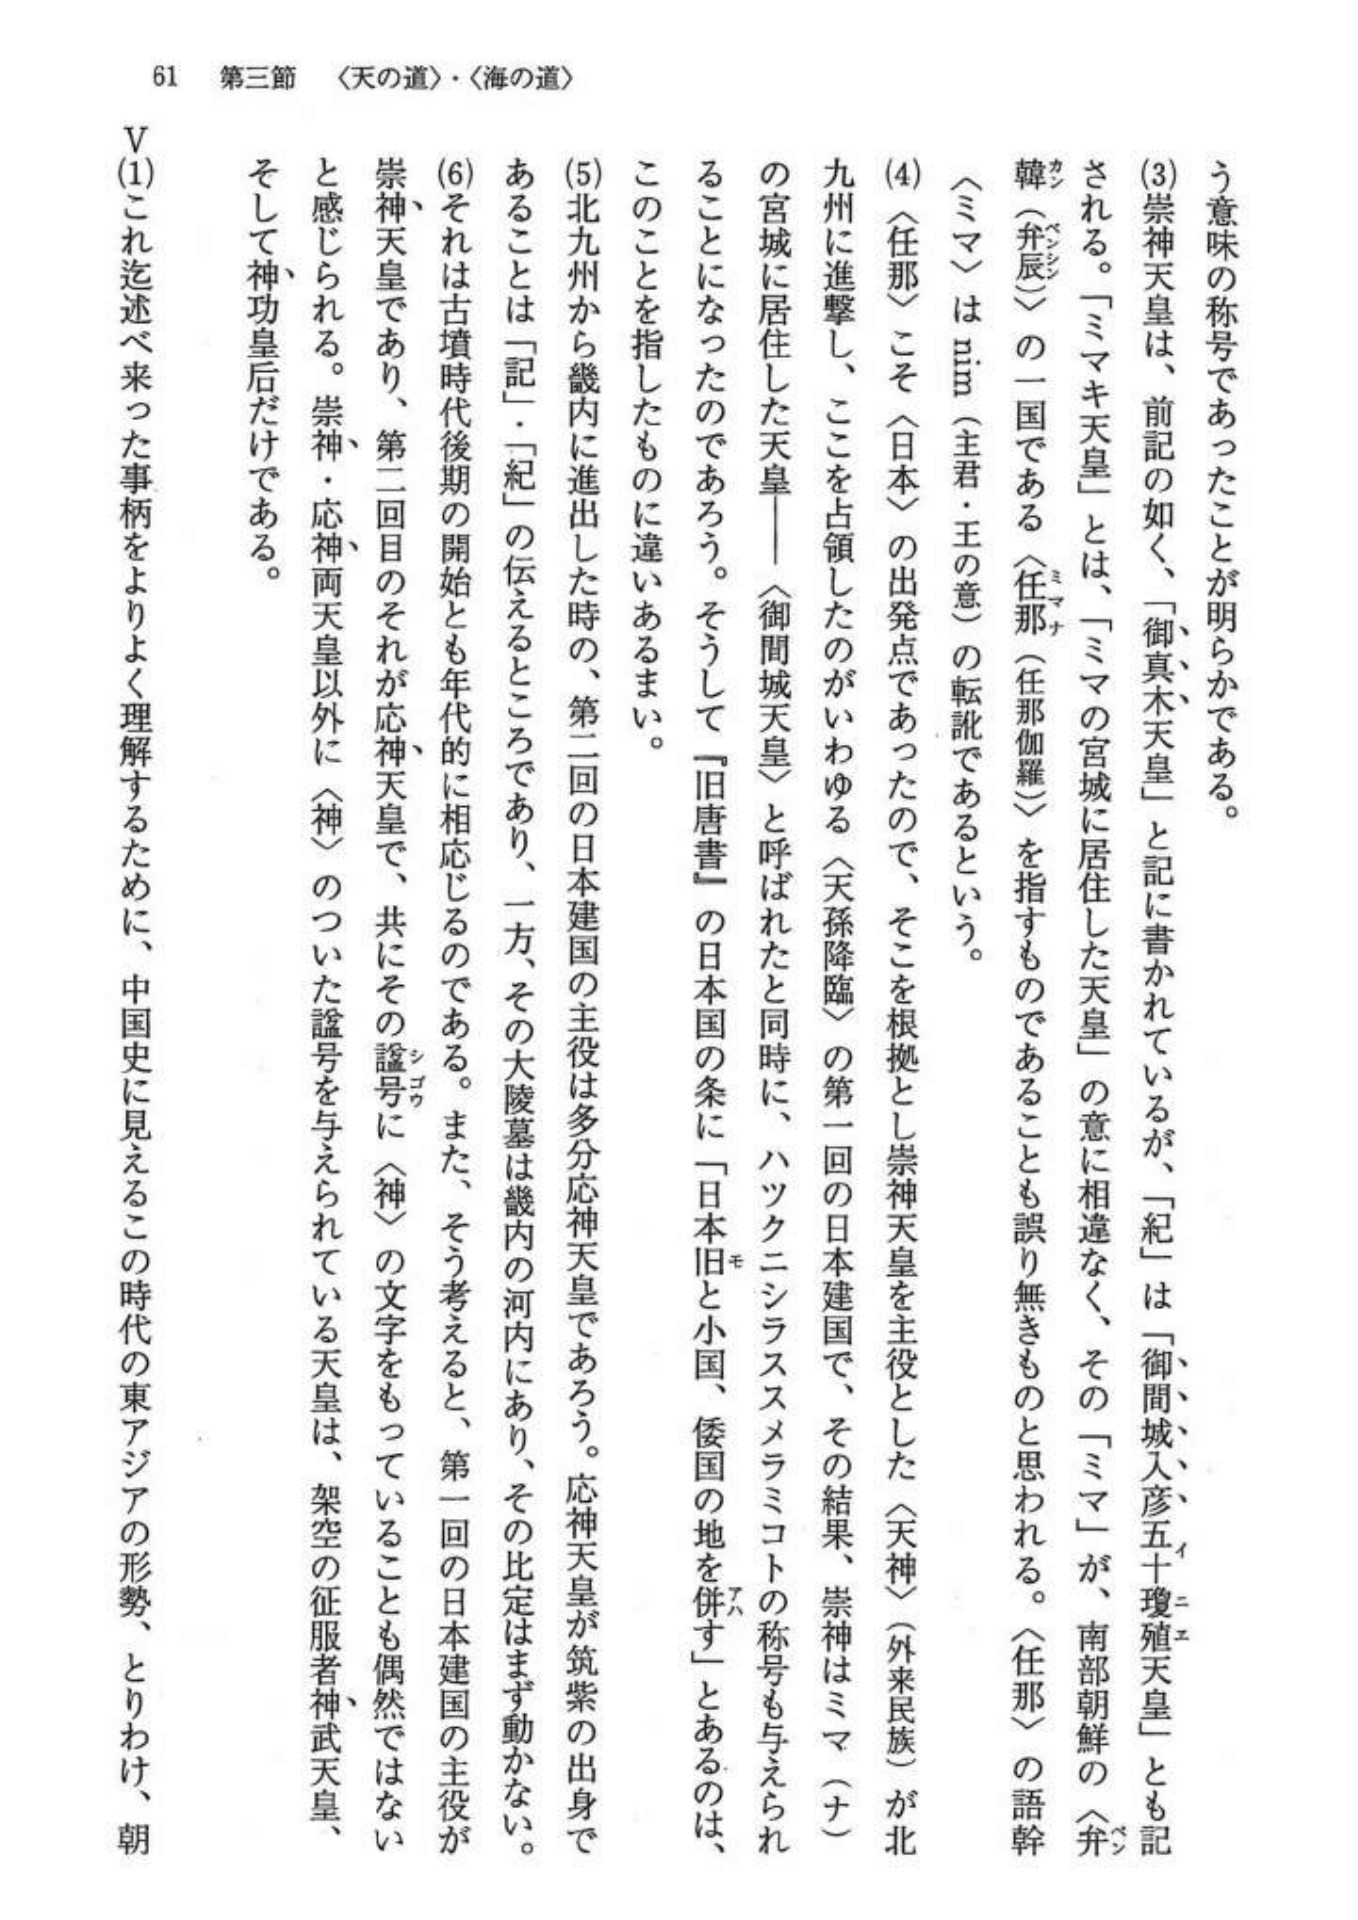 61　第三節　〈天の道〉・〈海の道〉
う意味の称号であったことが明らかである。
(3)崇神天皇は、前記の如く、「御真木天皇」と記に書かれているが、「紀」は「御間城入彦五十瓊殖天皇」とも記
される。「ミマキ天皇」とは、「ミマの宮城に居住した天皇」の意に相違なく、その「ミマ」が、南部朝鮮の〈弁
韓（弁辰）〉の一国である〈任那（任那伽羅）〉を指すものであることも誤り無きものと思われる。〈任那〉の語幹
〈ミマ〉は nim（主君・王の意）の転訛であるという。
(4)〈任那〉こそ〈日本〉の出発点であったので、そこを根拠とし崇神天皇を主役とした〈天神〉（外来民族）が北
九州に進撃し、ここを占領したのがいわゆる〈天孫降臨〉の第一回の日本建国で、その結果、崇神はミマ（ナ）
の宮城に居住した天皇――〈御間城天皇〉と呼ばれたと同時に、ハツクニシラススメラミコトの称号も与えられ
ることになったのであろう。そうして『旧唐書』の日本国の条に「日本旧と小国、倭国の地を併す」とあるのは、
このことを指したものに違いあるまい。
(5)北九州から畿内に進出した時の、第二回の日本建国の主役は多分応神天皇であろう。応神天皇が筑紫の出身で
あることは「記」・「紀」の伝えるところであり、一方、その大陵墓は畿内の河内にあり、その比定はまず動かない。
(6)それは古墳時代後期の開始とも年代的に相応じるのである。また、そう考えると、第一回の日本建国の主役が
崇神天皇であり、第二回目のそれが応神天皇で、共にその諡号に〈神〉の文字をもっていることも偶然ではない
と感じられる。崇神・応神両天皇以外に〈神〉のついた諡号を与えられている天皇は、架空の征服者神武天皇、
そして神功皇后だけである。
V (1)これ迄述べ来った事柄をよりよく理解するために、中国史に見えるこの時代の東アジアの形勢、とりわけ、朝